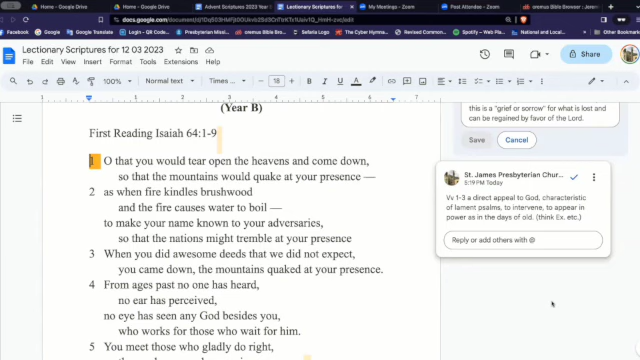 Home - Google Drive
Home - Google Drive
Advent Scriptures 2023 Year
Lectionary Scriptures for 12 0
My Meetings - Zoom
Post Attendee - Zoom
oremus Bible Browser
docs.google.com
Login - QR Code
Presbyterian Mission
Sefaria Logo
The Cyber Hymnal
Revised Common
Spotify – Web Player
National and Local
Other Bookmarks
Facebook
Google
Google Translate
Lectionary Scriptures for 12 03 2023
File Edit View Insert Format Tools Extensions Help
Share
100%
Normal text
Times ...
18
(Year B)
First Reading Isaiah 64:1-9
1 O that you would tear open the heavens and come down,
so that the mountains would quake at your presence —
2 as when fire kindles brushwood
and the fire causes water to boil —
to make your name known to your adversaries,
so that the nations might tremble at your presence
3 When you did awesome deeds that we did not expect,
you came down, the mountains quaked at your presence.
4 From ages past no one has heard,
no ear has perceived,
no eye has seen any God besides you,
who works for those who wait for him.
5 You meet those who gladly do right,
this is a "grief or sorrow" for what is lost and
can be regained by favor of the Lord.
Save
Cancel
St. James Presbyterian Chur...
5:19 PM Today
Vv 1-3 a direct appeal to God, characteristic
of lament psalms, to intervene, to appear in
power as in the days of old. (think Ex. etc.)
Reply or add others with @